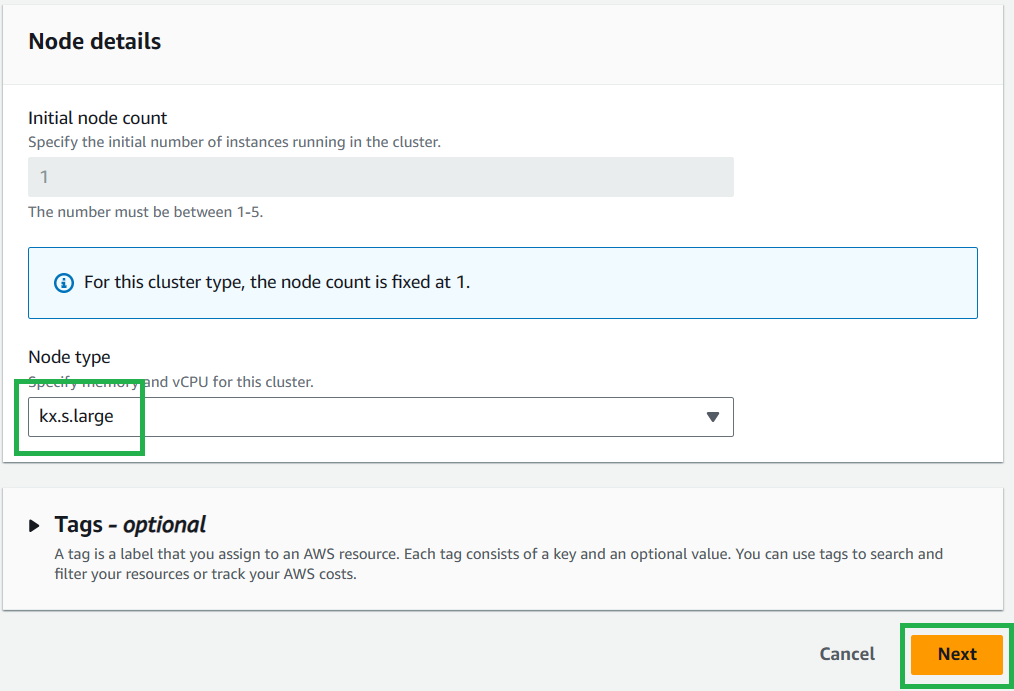 Node details
Initial node count
Specify the initial number of instances running in the cluster.
1
The number must be between 1-5.
For this cluster type, the node count is fixed at 1.
Node type
Specify memory and vCPU for this cluster.
kx.s.large
Tags - optional
A tag is a label that you assign to an AWS resource. Each tag consists of a key and an optional value. You can use tags to search and
filter your resources or track your AWS costs.
Cancel Next